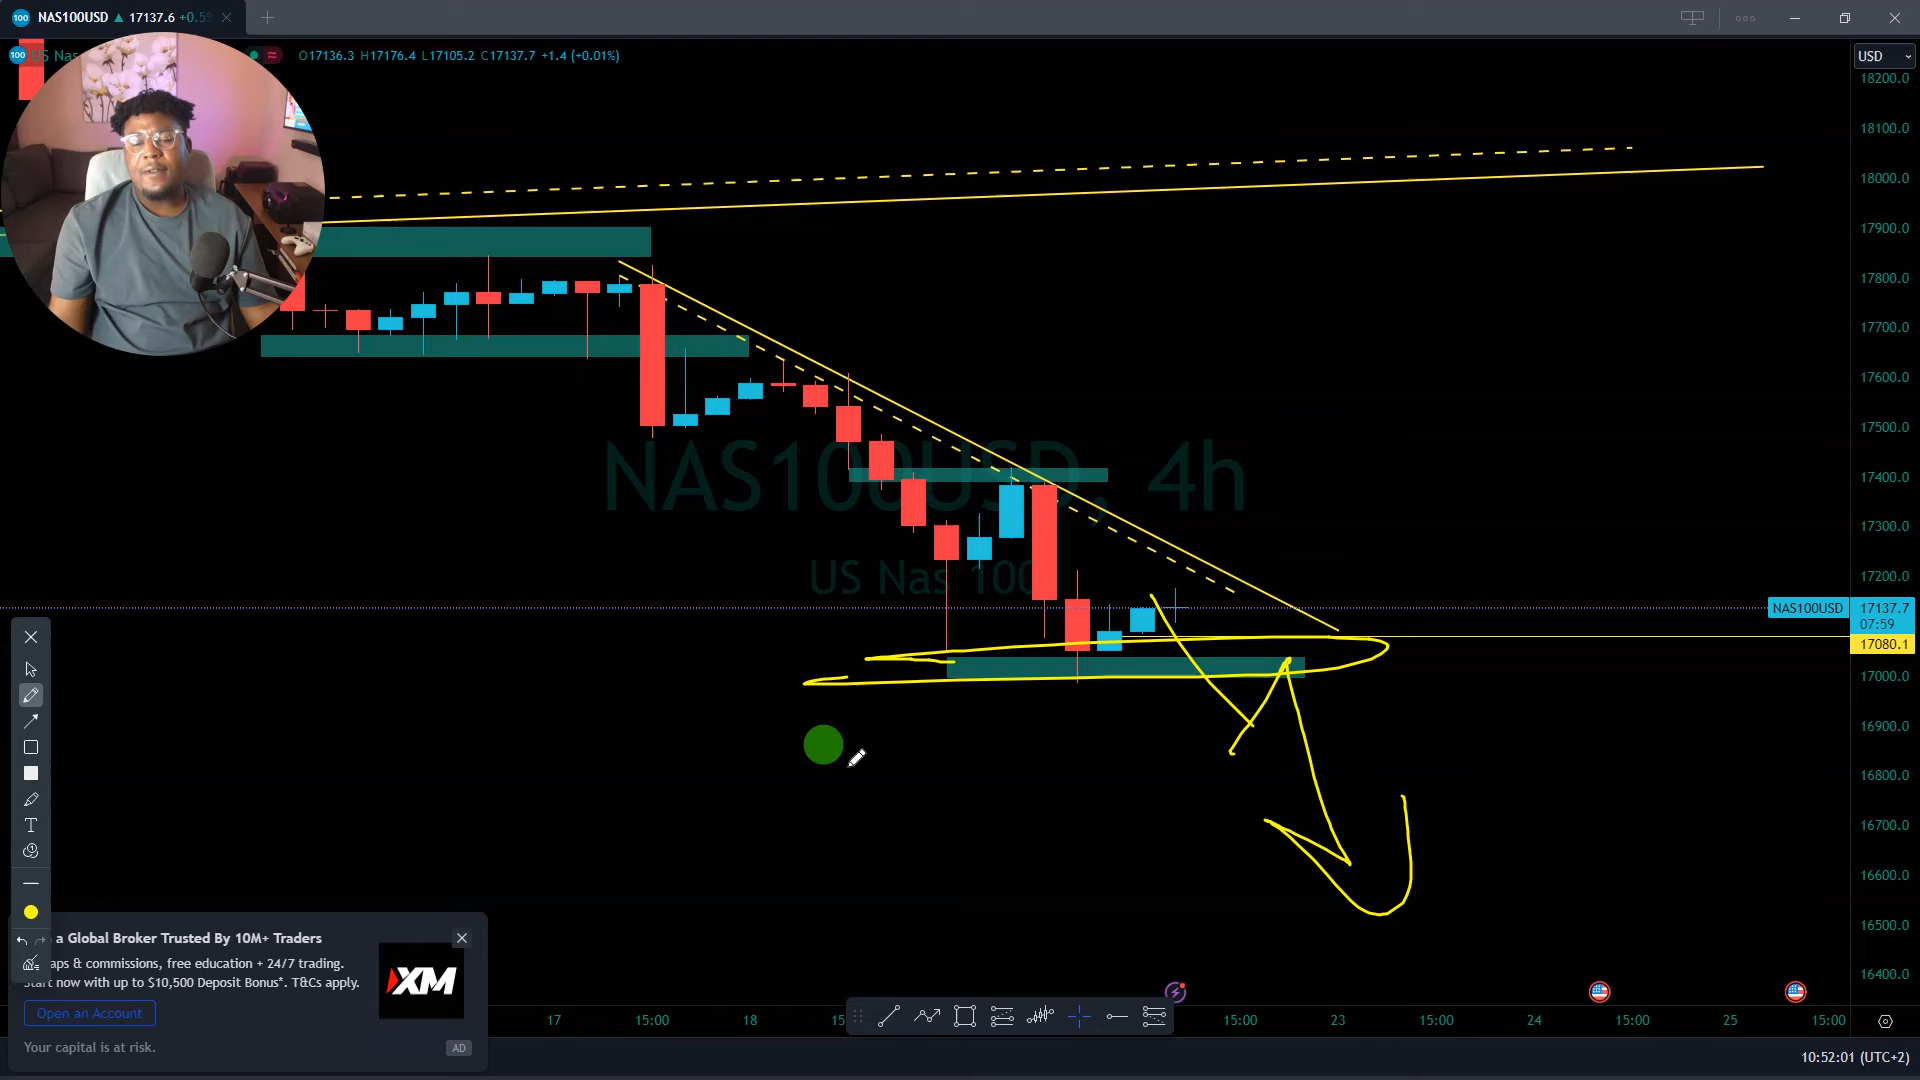 NAS100USD ▲ 17137.6 +0.5
US Nas
O17136.3 H17176.4 L17105.2 C17137.7 +1.4 (+0.01%)
USD
18200.0
18100.0
18000.0
17900.0
17800.0
17700.0
17600.0
17500.0
17400.0
17300.0
17200.0
NAS100USD, 4h
US Nas 100
NAS100USD 17137.7
07:59
17080.1
17000.0
16900.0
16800.0
16700.0
16600.0
16500.0
16400.0
a Global Broker Trusted By 10M+ Traders
aps & commissions, free education + 24/7 trading.
Start now with up to $10,500 Deposit Bonus*. T&Cs apply.
XM
Open an Account
Your capital is at risk.
AD
17 15:00 18 15:00 23 15:00 24 15:00 25 15:00
10:52:01 (UTC+2)